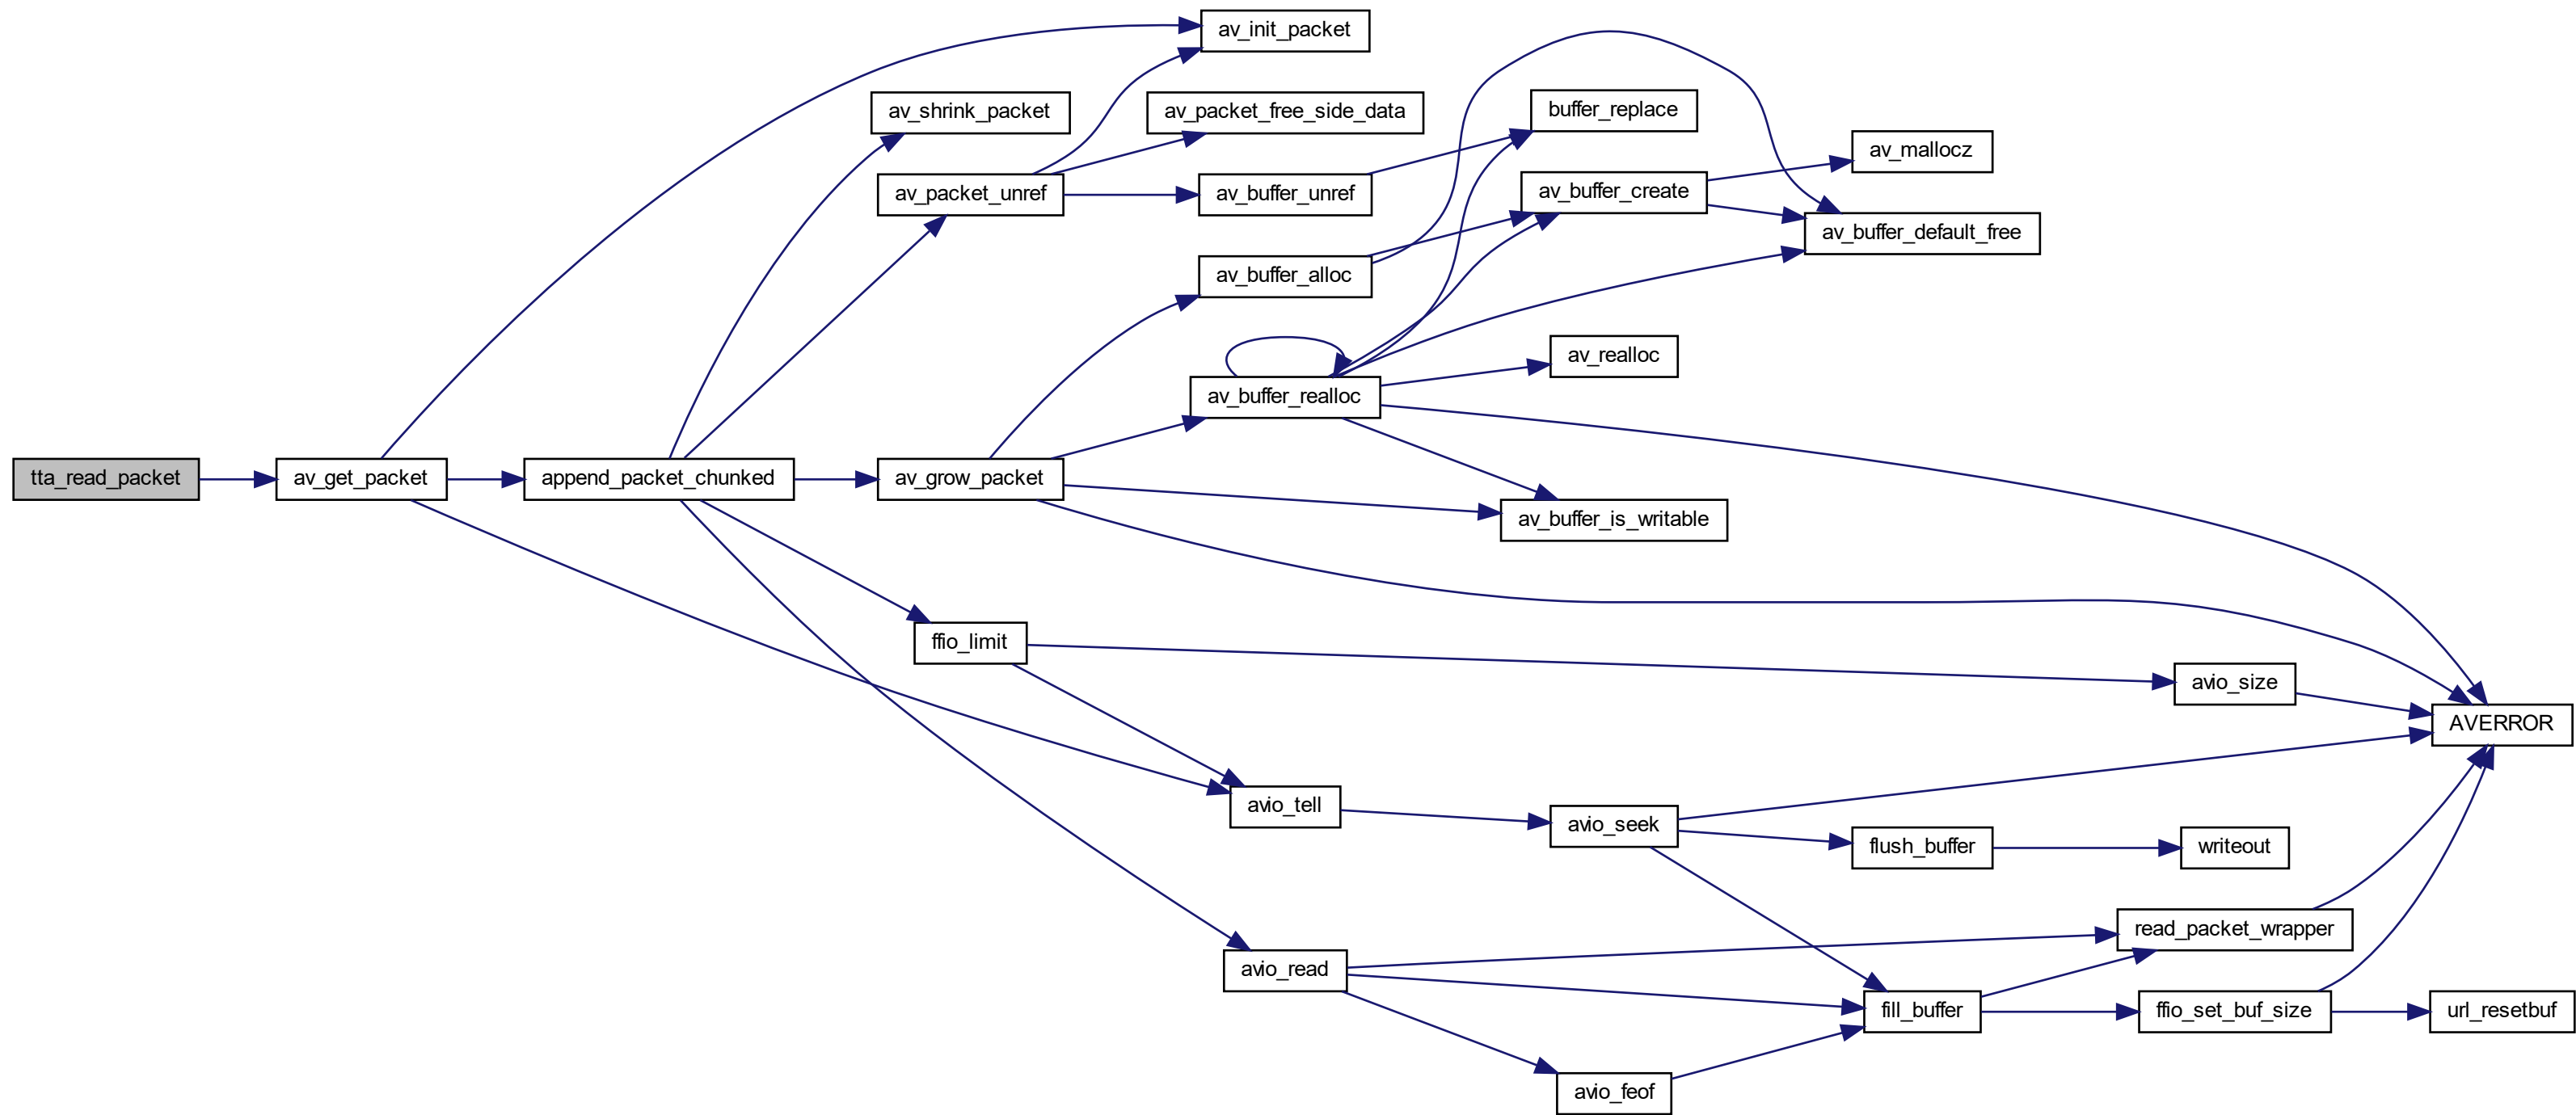 tta_read_packet
av_get_packet
append_packet_chunked
av_init_packet
av_shrink_packet
av_packet_free_side_data
av_packet_unref
av_buffer_unref
buffer_replace
av_buffer_create
av_mallocz
av_buffer_default_free
av_buffer_alloc
av_realloc
av_buffer_realloc
av_grow_packet
av_buffer_is_writable
ffio_limit
avio_size
AVERROR
avio_tell
avio_seek
flush_buffer
writeout
read_packet_wrapper
avio_read
fill_buffer
ffio_set_buf_size
url_resetbuf
avio_feof